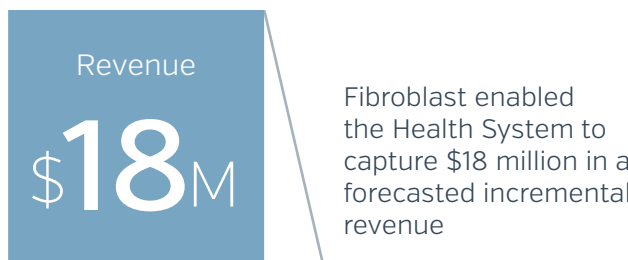 Revenue
$18M
Fibroblast enabled
the Health System to
capture $18 million in a
forecasted incremental
revenue